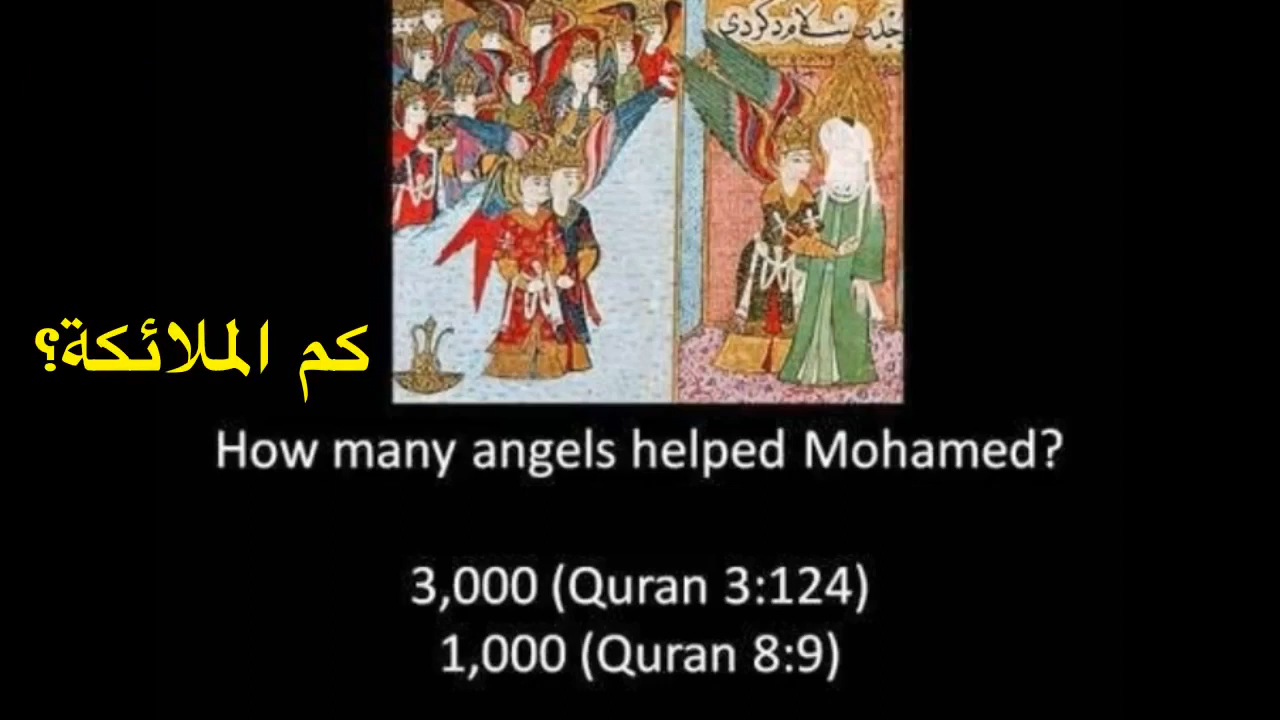 كم الملائكة؟
How many angels helped Mohamed?
3,000 (Quran 3:124)
1,000 (Quran 8:9)